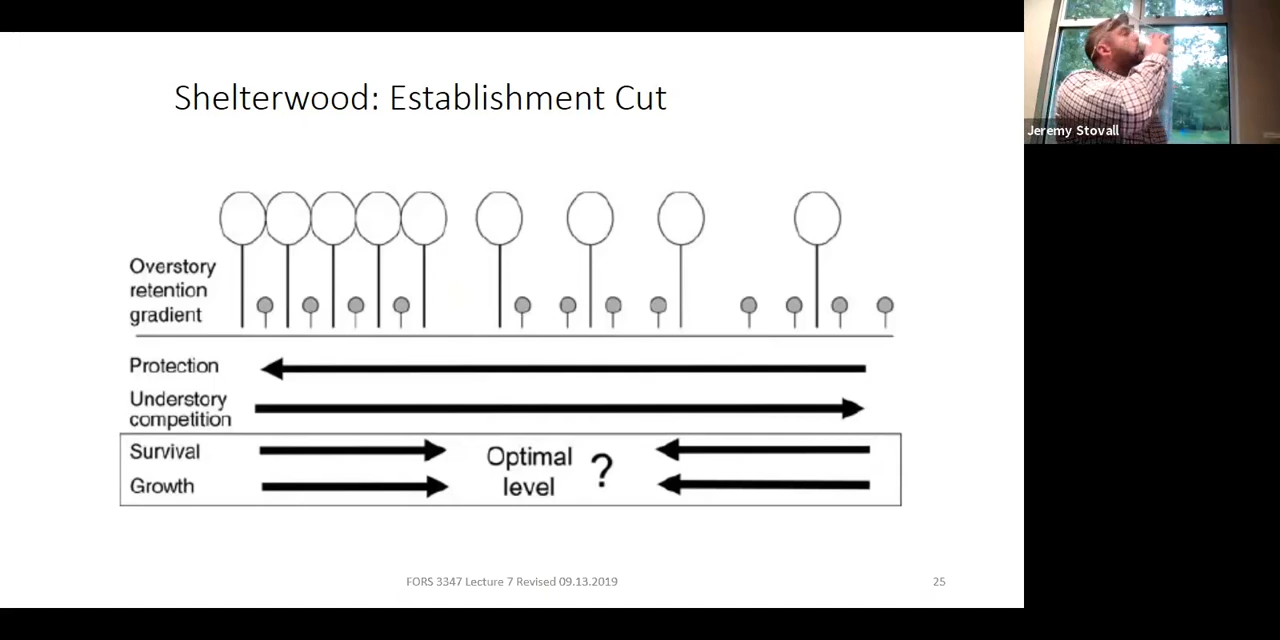 Shelterwood: Establishment Cut
Jeremy Stovall
Overstory
retention
gradient
Protection
Understory
competition
Survival
Growth
Optimal
level
?
FORS 3347 Lecture 7 Revised 09.13.2019
25